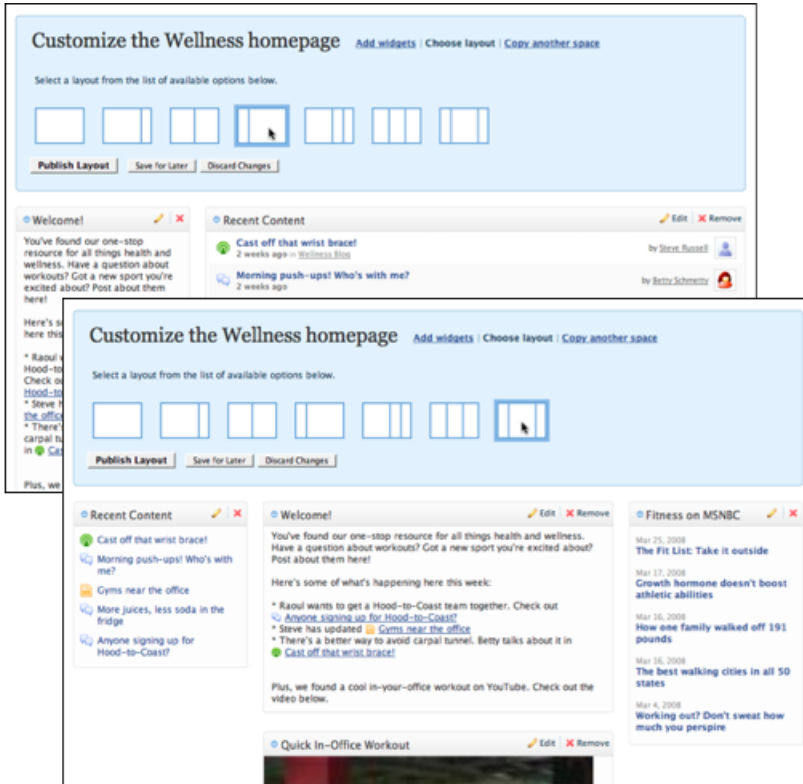 Customize the Wellness homepage Add widgets | Choose layout | Copy another space
Select a layout from the list of available options below.
Publish Layout Save for Later Discard Changes
Welcome!
You've found our one-stop
resource for all things health and
wellness. Have a question about
workouts? Got a new sport you're
excited about? Post about them
here!
Here's
here this
* Raoul
Hood-to
Check
Hood-to
* Steve
the office
* There's
carpal
in
Plus, we
Recent Content Edit Remove
Cast off that wrist brace!
2 weeks ago in Wellness Blog
by Steve Russell
Morning push-ups! Who's with me?
2 weeks ago
by Betty Schmetty
Customize the Wellness homepage Add widgets | Choose layout | Copy another space
Select a layout from the list of available options below.
Publish Layout Save for Later Discard Changes
Recent Content
Cast off that wrist brace!
Morning push-ups! Who's with
me?
Gyms near the office
More juices, less soda in the
fridge
Anyone signing up for
Hood-to-Coast?
Welcome! Edit Remove
You've found our one-stop resource for all things health and wellness.
Have a question about workouts? Got a new sport you're excited about?
Post about them here!
Here's some of what's happening here this week:
* Raoul wants to get a Hood-to-Coast team together. Check out
Anyone signing up for Hood-to-Coast?
* Steve has updated Gyms near the office
* There's a better way to avoid carpal tunnel. Betty talks about it in
Cast off that wrist brace!
Plus, we found a cool in-your-office workout on YouTube. Check out the
video below.
Quick In-Office Workout Edit Remove
Fitness on MSNBC
Mar 25, 2008
The Fit List: Take it outside
Mar 17, 2008
Growth hormone doesn't boost
athletic abilities
Mar 16, 2008
How one family walked off 191
pounds
Mar 16, 2008
The best walking cities in all 50
states
Mar 4, 2008
Working out? Don't sweat how
much you perspire